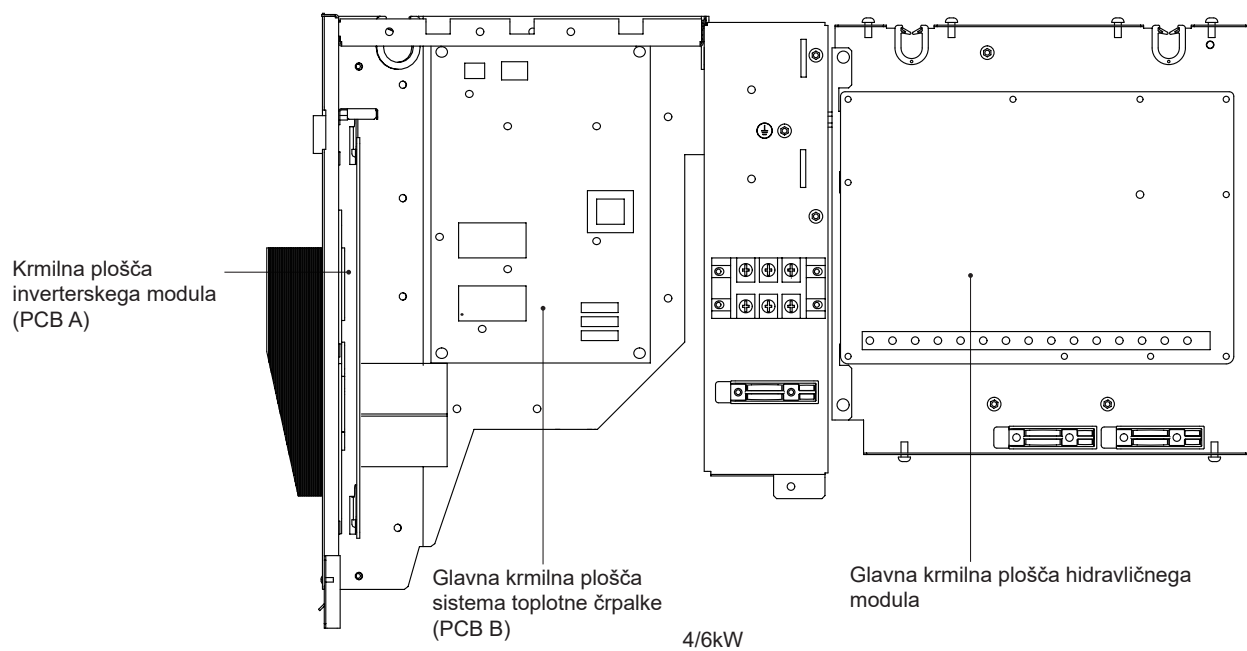 Krmilna plošča
inverterskega modula
(PCB A)
Glavna krmilna plošča
sistema toplotne črpalke
(PCB B)
Glavna krmilna plošča hidravličnega
modula
4/6kW